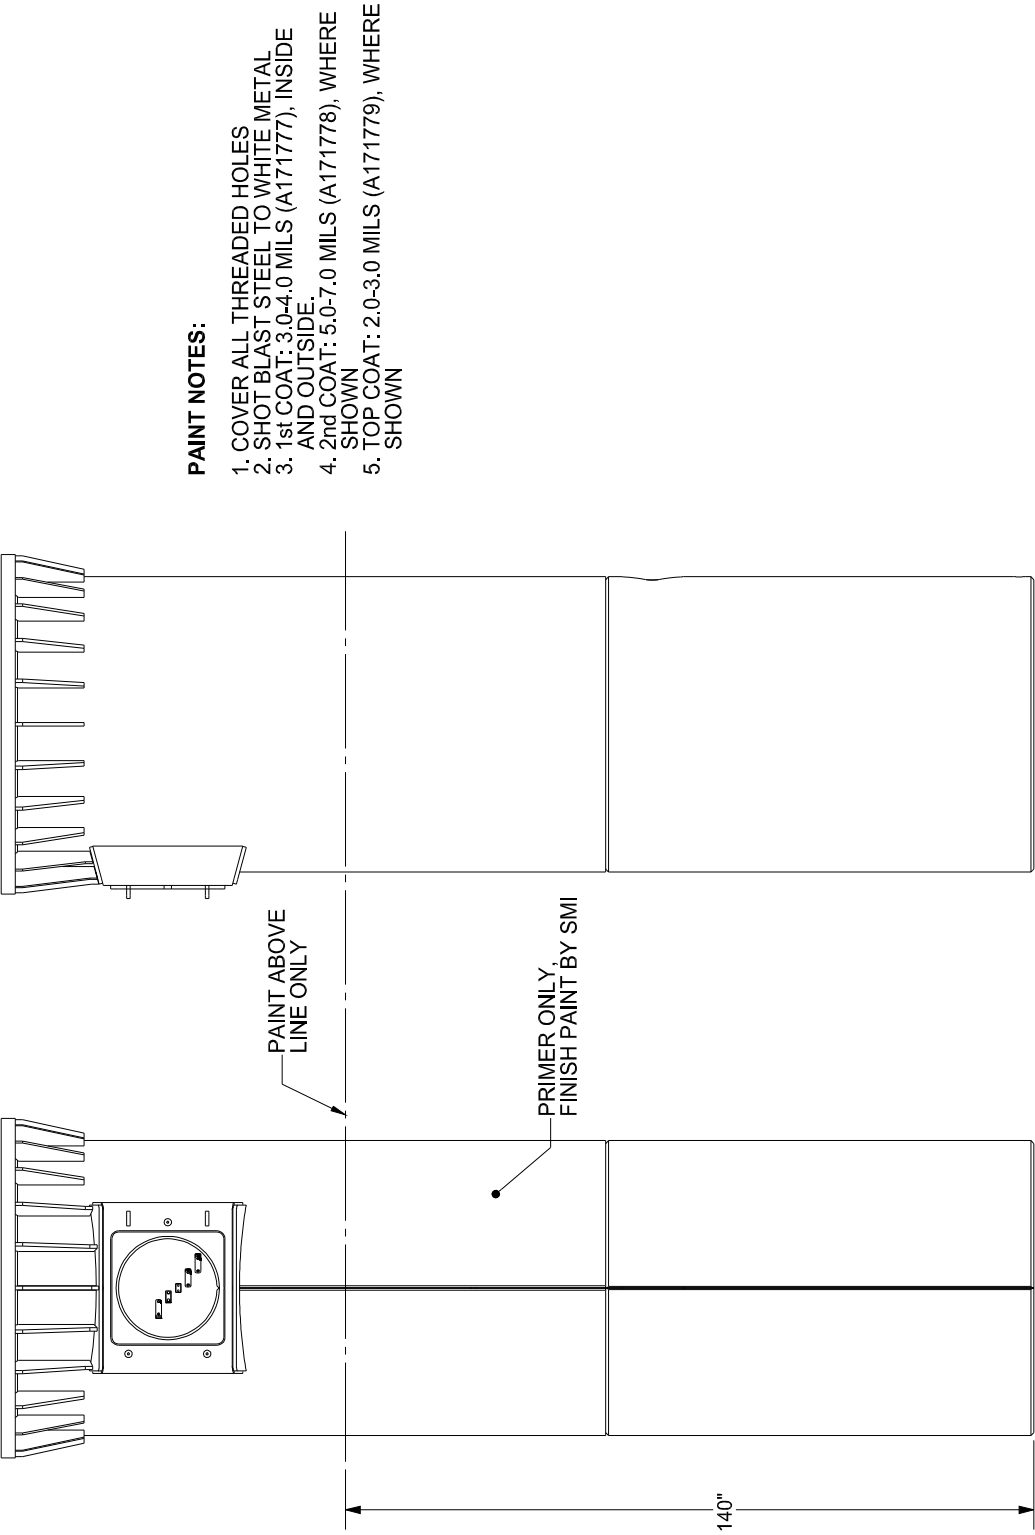 PAINT NOTES:
1. COVER ALL THREADED HOLES
2. SHOT BLAST STEEL TO WHITE METAL
3. 1st COAT: 3.0-4.0 MILS (A171777), INSIDE
AND OUTSIDE.
4. 2nd COAT: 5.0-7.0 MILS (A171778), WHERE
SHOWN
5. TOP COAT: 2.0-3.0 MILS (A171779), WHERE
SHOWN
PAINT ABOVE
LINE ONLY
PRIMER ONLY,
FINISH PAINT BY SMI
140"